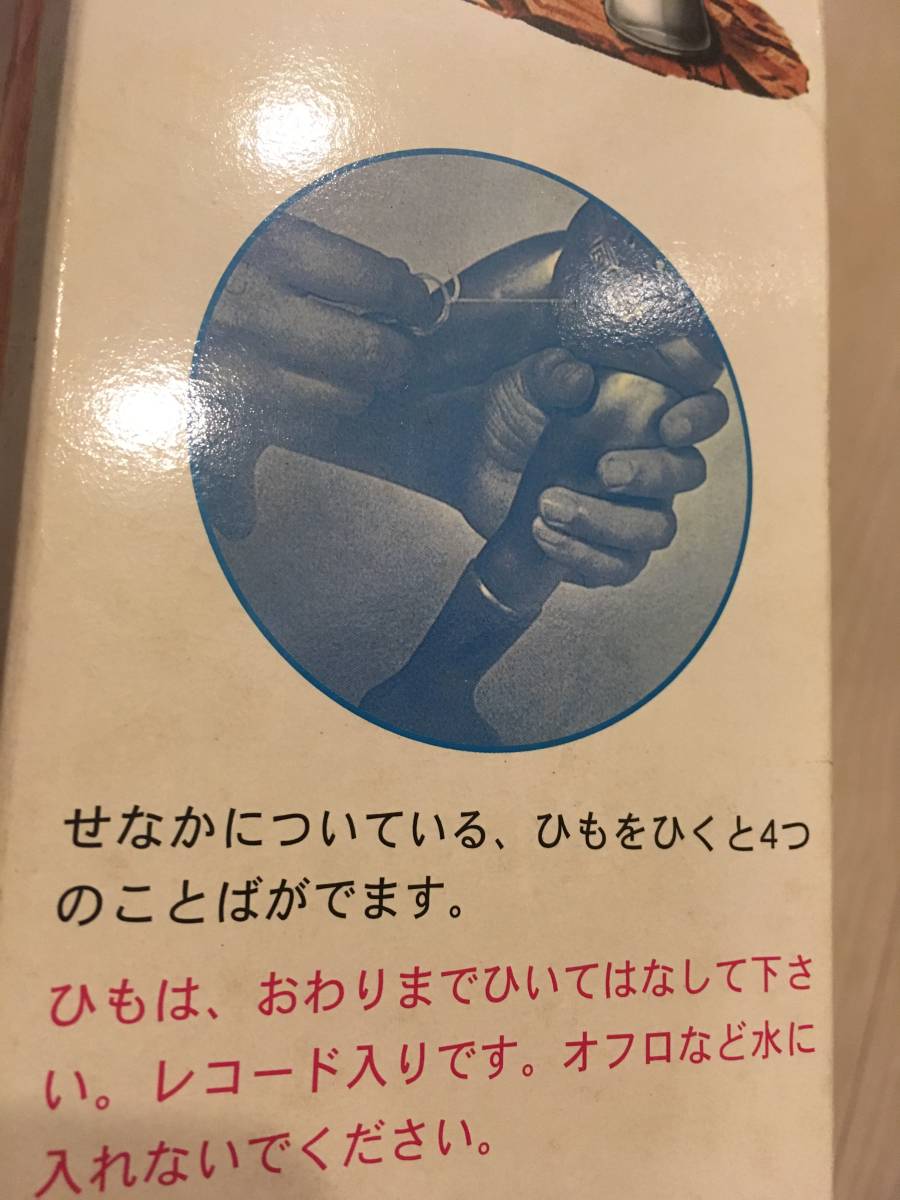 せなかについている、ひもをひくと4つ
のことばがでます。
ひもは、おわりまでひいてはなして下さ
い。レコード入りです。オフロなど水に
入れないでください。